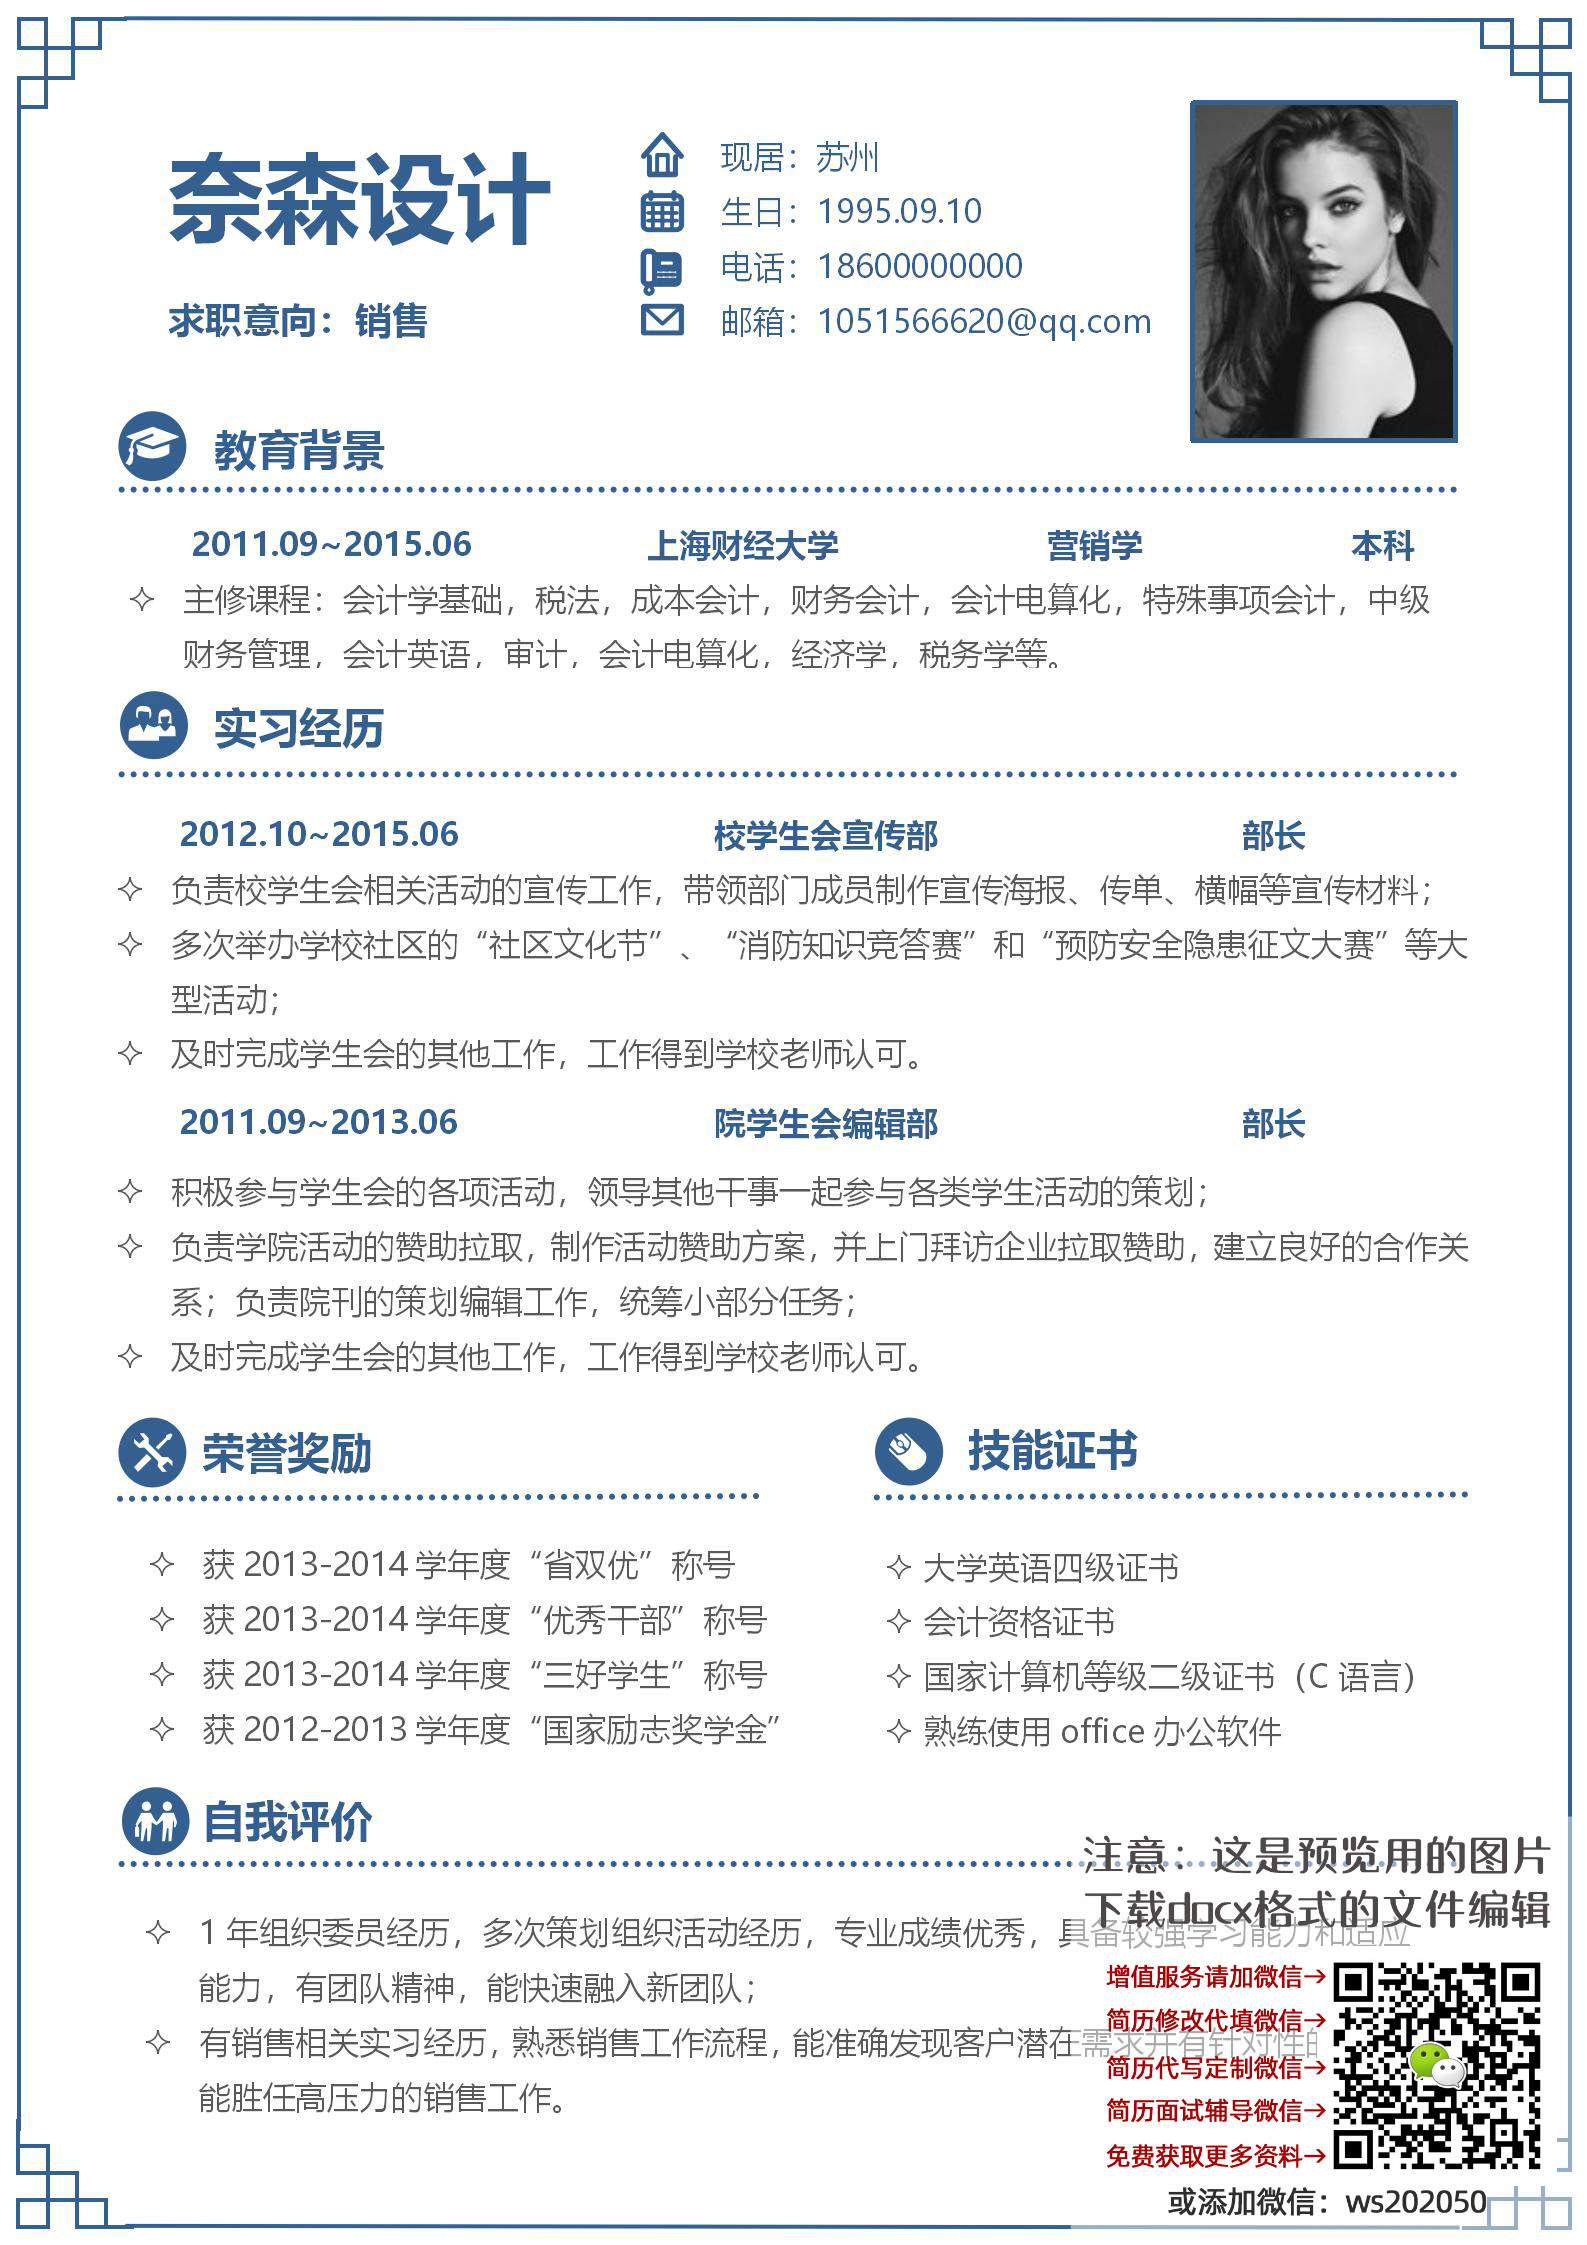 奈森设计
求职意向：销售
现居：苏州
生日：1995.09.10
电话：18600000000
邮箱：1051566620@qq.com
教育背景
2011.09~2015.06 上海财经大学 营销学 本科
主修课程：会计学基础，税法，成本会计，财务会计，会计电算化，特殊事项会计，中级
财务管理，会计英语，审计，会计电算化，经济学，税务学等。
实习经历
2012.10~2015.06 校学生会宣传部 部长
负责校学生会相关活动的宣传工作，带领部门成员制作宣传海报、传单、横幅等宣传材料；
多次举办学校社区的“社区文化节”、“消防知识竞答赛”和“预防安全隐患征文大赛”等大
型活动；
及时完成学生会的其他工作，工作得到学校老师认可。
2011.09~2013.06 院学生会编辑部 部长
积极参与学生会的各项活动，领导其他干事一起参与各类学生活动的策划；
负责学院活动的赞助拉取，制作活动赞助方案，并上门拜访企业拉取赞助，建立良好的合作关
系；负责院刊的策划编辑工作，统筹小部分任务；
及时完成学生会的其他工作，工作得到学校老师认可。
荣誉奖励
获 2013-2014 学年度“省双优”称号
获 2013-2014 学年度“优秀干部”称号
获 2013-2014 学年度“三好学生”称号
获 2012-2013 学年度“国家励志奖学金”
技能证书
大学英语四级证书
会计资格证书
国家计算机等级二级证书（C 语言）
熟练使用 office 办公软件
自我评价
1 年组织委员经历，多次策划组织活动经历，专业成绩优秀，具备较强学习能力和适应
能力，有团队精神，能快速融入新团队；
有销售相关实习经历，熟悉销售工作流程，能准确发现客户潜在需求并有针对性的
能胜任高压力的销售工作。
注意：这是预览用的图片
下载docx格式的文件编辑
增值服务请加微信→
简历修改代填微信→
简历代写定制微信→
简历面试辅导微信→
免费获取更多资料→
或添加微信：ws202050